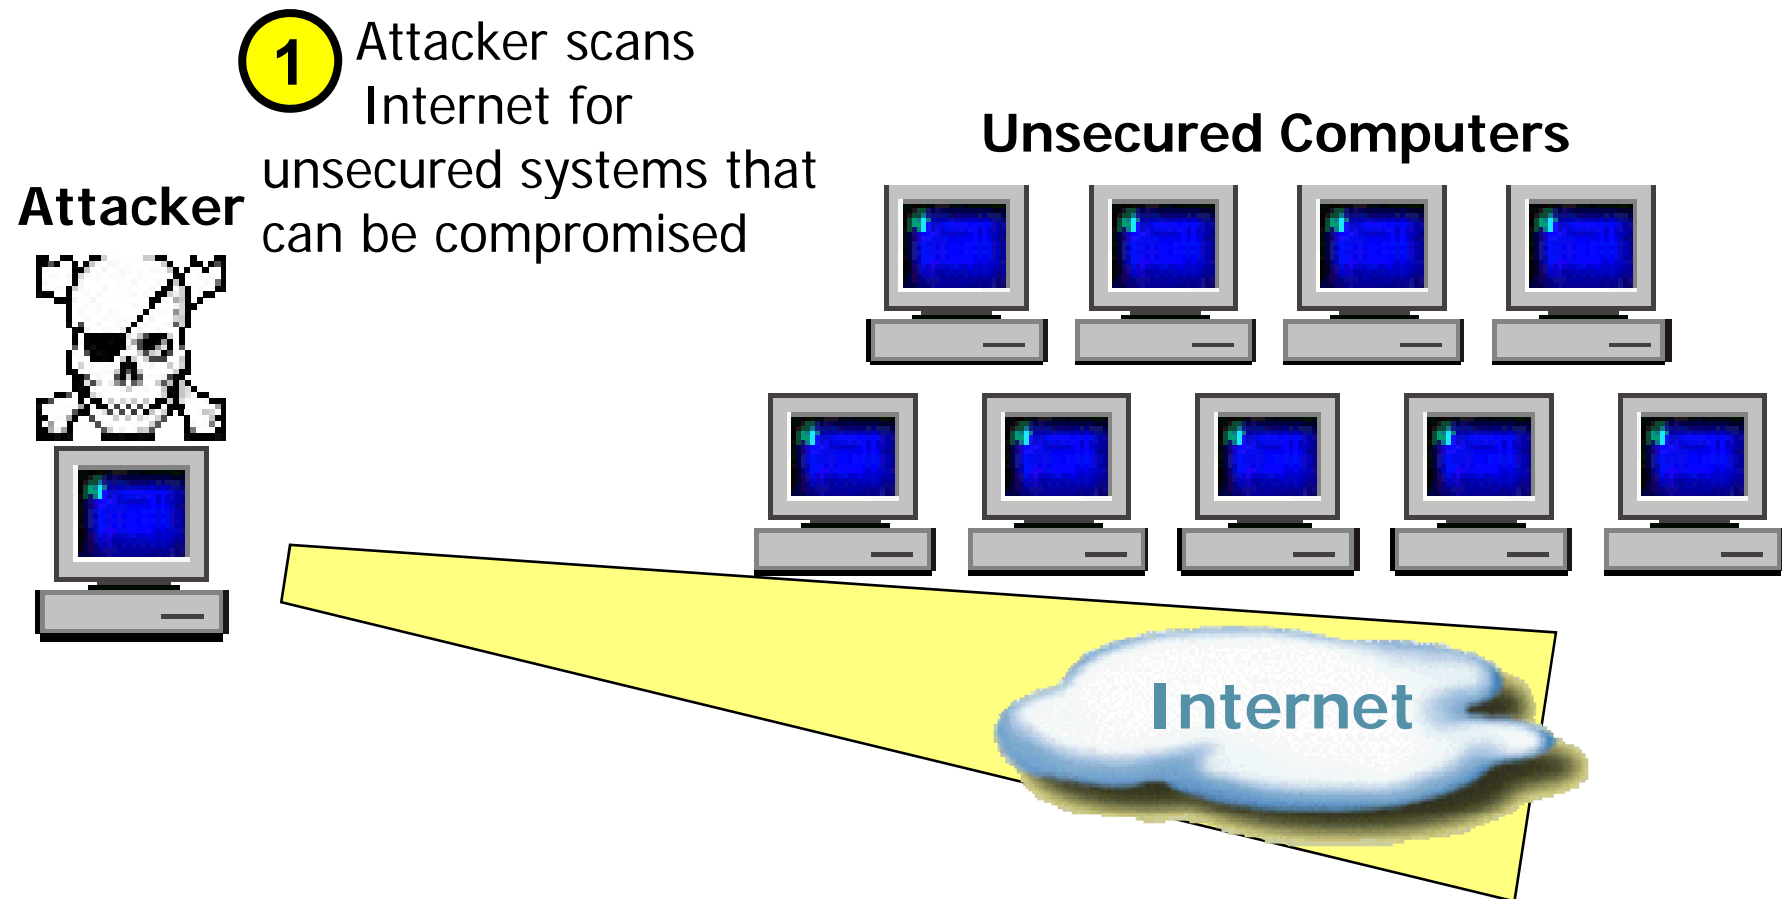 1 Attacker scans
Internet for
unsecured systems that
can be compromised
Attacker
Unsecured Computers
Internet